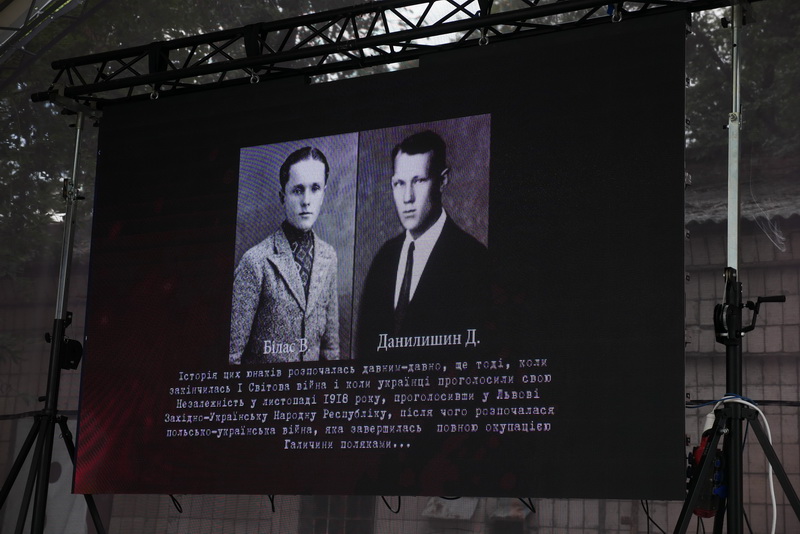 Білас В.
Данилишин Д.
Історія цих юнаків розпочалась давним-давно, ще тоді, коли
закінчилась І Світова війна і коли українці проголосили свою
Незалежність у листопаді 1918 року, проголосивши у Львові
Західно-Українську Народну Республіку, після чого розпочалася
польсько-українська війна, яка завершилась повною окупацією
Галичини поляками...